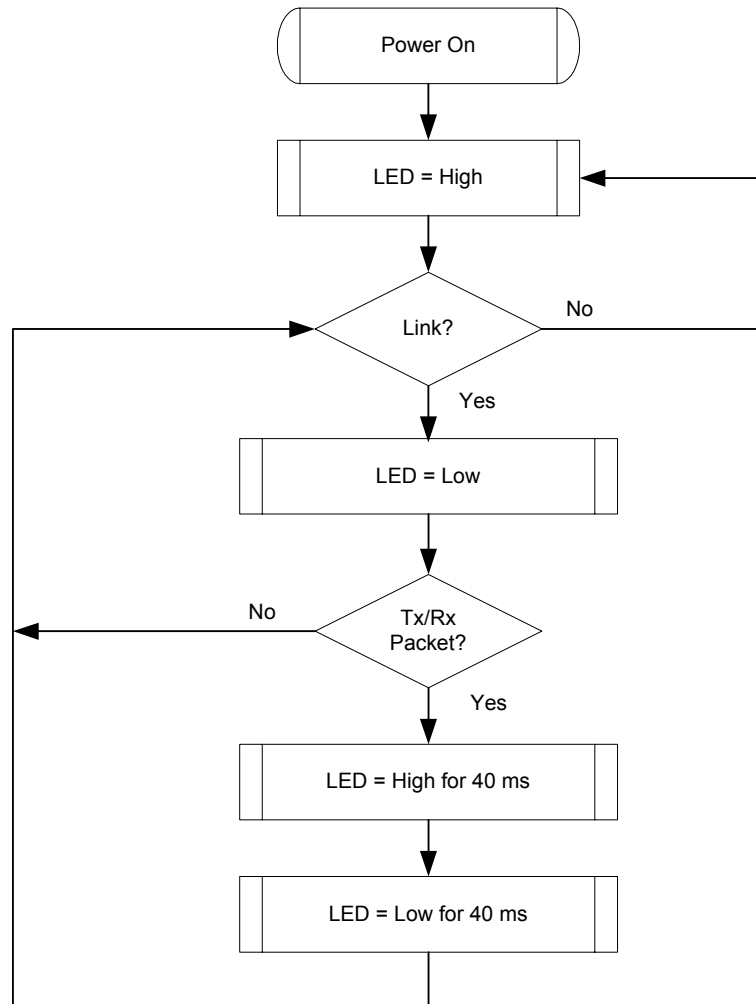 Power On
LED = High
Link?
No
Yes
LED = Low
No
Tx/Rx
Packet?
Yes
LED = High for 40 ms
LED = Low for 40 ms